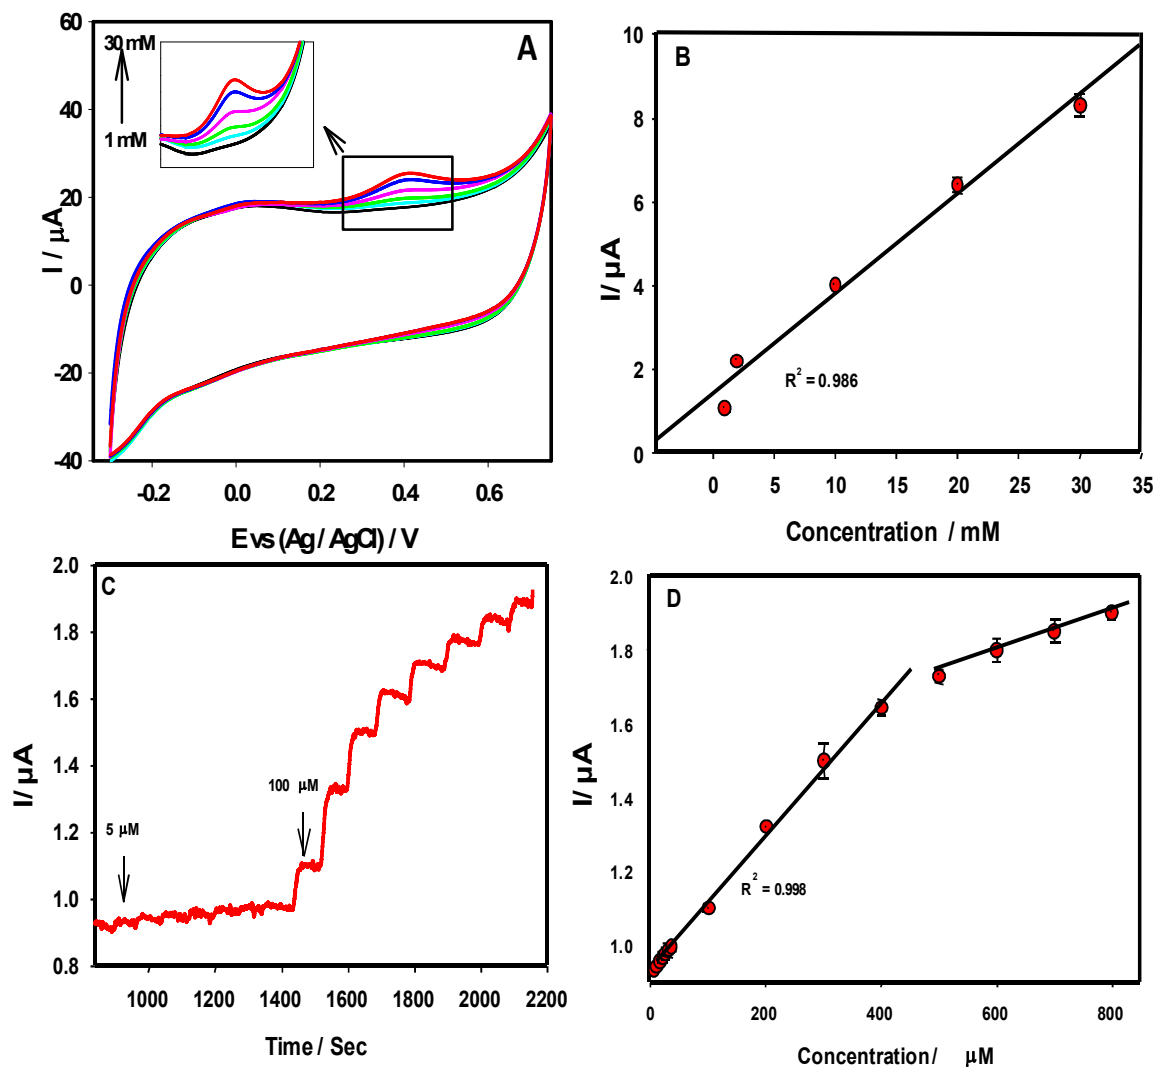 A
30 mM
1 mM
60
40
20
0
-20
-40
I / µA
-0.2
0.0
0.2
0.4
0.6
E vs (Ag / AgCl) / V
B
10
8
6
4
2
0
I / µA
R² = 0.986
0
5
10
15
20
25
30
35
Concentration / mM
C
2.0
1.8
1.6
1.4
1.2
1.0
0.8
I / µA
5 µM
100 µM
1000
1200
1400
1600
1800
2000
2200
Time / Sec
D
2.0
1.8
1.6
1.4
1.2
1.0
I / µA
R² = 0.998
0
200
400
600
800
Concentration / µM